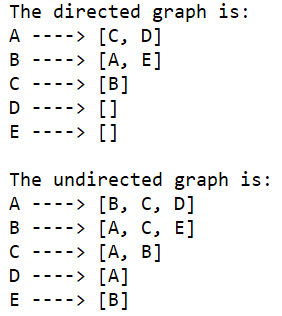 The directed graph is:
A ----> [C, D]
B ----> [A, E]
C ----> [B]
D ----> []
E ----> []

The undirected graph is:
A ----> [B, C, D]
B ----> [A, C, E]
C ----> [A, B]
D ----> [A]
E ----> [B]